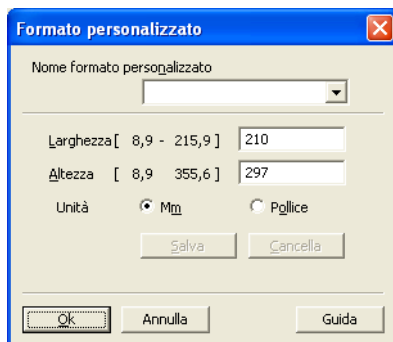 Formato personalizzato
Nome formato personalizzato
Larghezza [ 8,9 - 215,9 ] 210
Altezza [ 8,9 355,6 ] 297
Unità Mm Pollice
Salva Cancella
Ok Annulla Guida